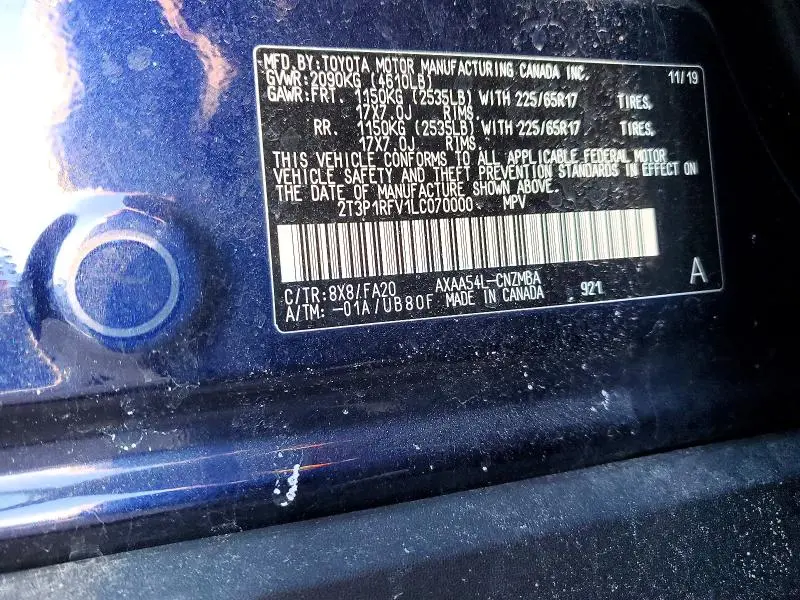 MFD. BY: TOYOTA MOTOR MANUFACTURING CANADA INC. 11/19
GVWR: 2090KG (4610LB)
GAWR: FRT. 1150KG (2535LB) WITH 225/65R17 TIRES,
17X7.0J RIMS,
RR. 1150KG (2535LB) WITH 225/65R17 TIRES,
17X7.0J RIMS.
THIS VEHICLE CONFORMS TO ALL APPLICABLE FEDERAL MOTOR
VEHICLE SAFETY AND THEFT PREVENTION STANDARDS IN EFFECT ON
THE DATE OF MANUFACTURE SHOWN ABOVE.
2T3P1RFV1LC070000 MPV
C/TR: 8X8/FA20 AXAA54L-CNZMBA 921 A
A/TM: -01A/UB80F MADE IN CANADA